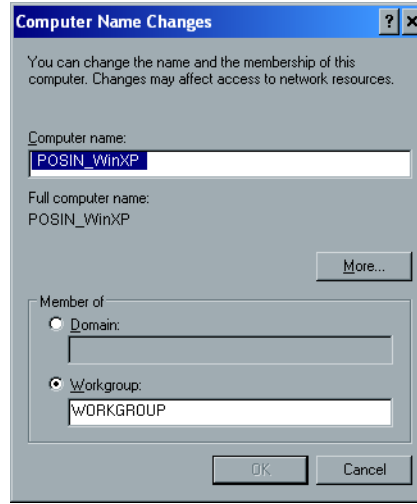 Computer Name Changes
You can change the name and the membership of this
computer. Changes may affect access to network resources.
Computer name:
POSIN_WinXP
Full computer name:
POSIN_WinXP
More...
Member of
Domain:
Workgroup:
WORKGROUP
OK Cancel